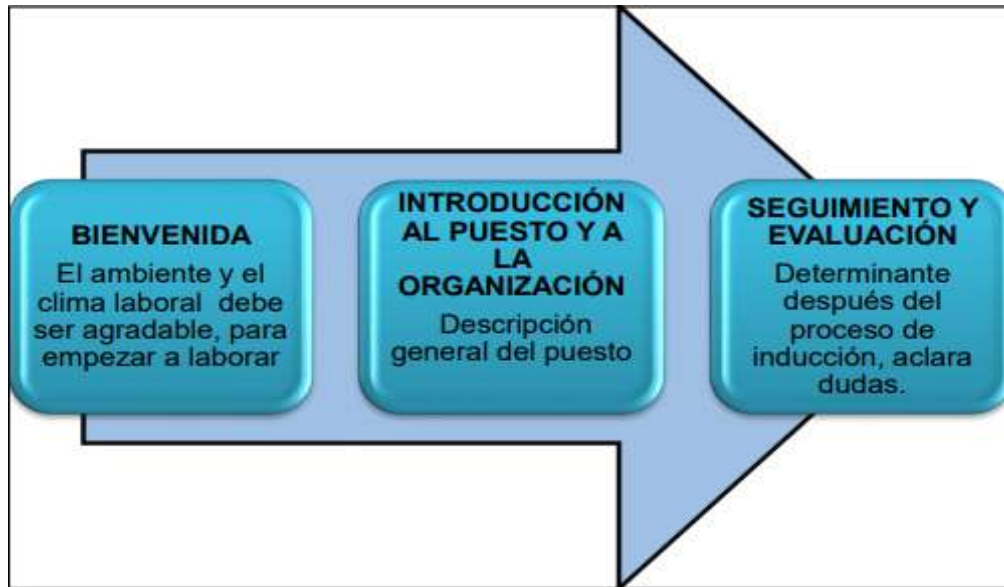 BIENVENIDA
El ambiente y el
clima laboral debe
ser agradable, para
empezar a laborar
INTRODUCCIÓN
AL PUESTO Y A
LA
ORGANIZACIÓN
Descripción
general del puesto
SEGUIMIENTO Y
EVALUACIÓN
Determinante
después del
proceso de
inducción, aclara
dudas.